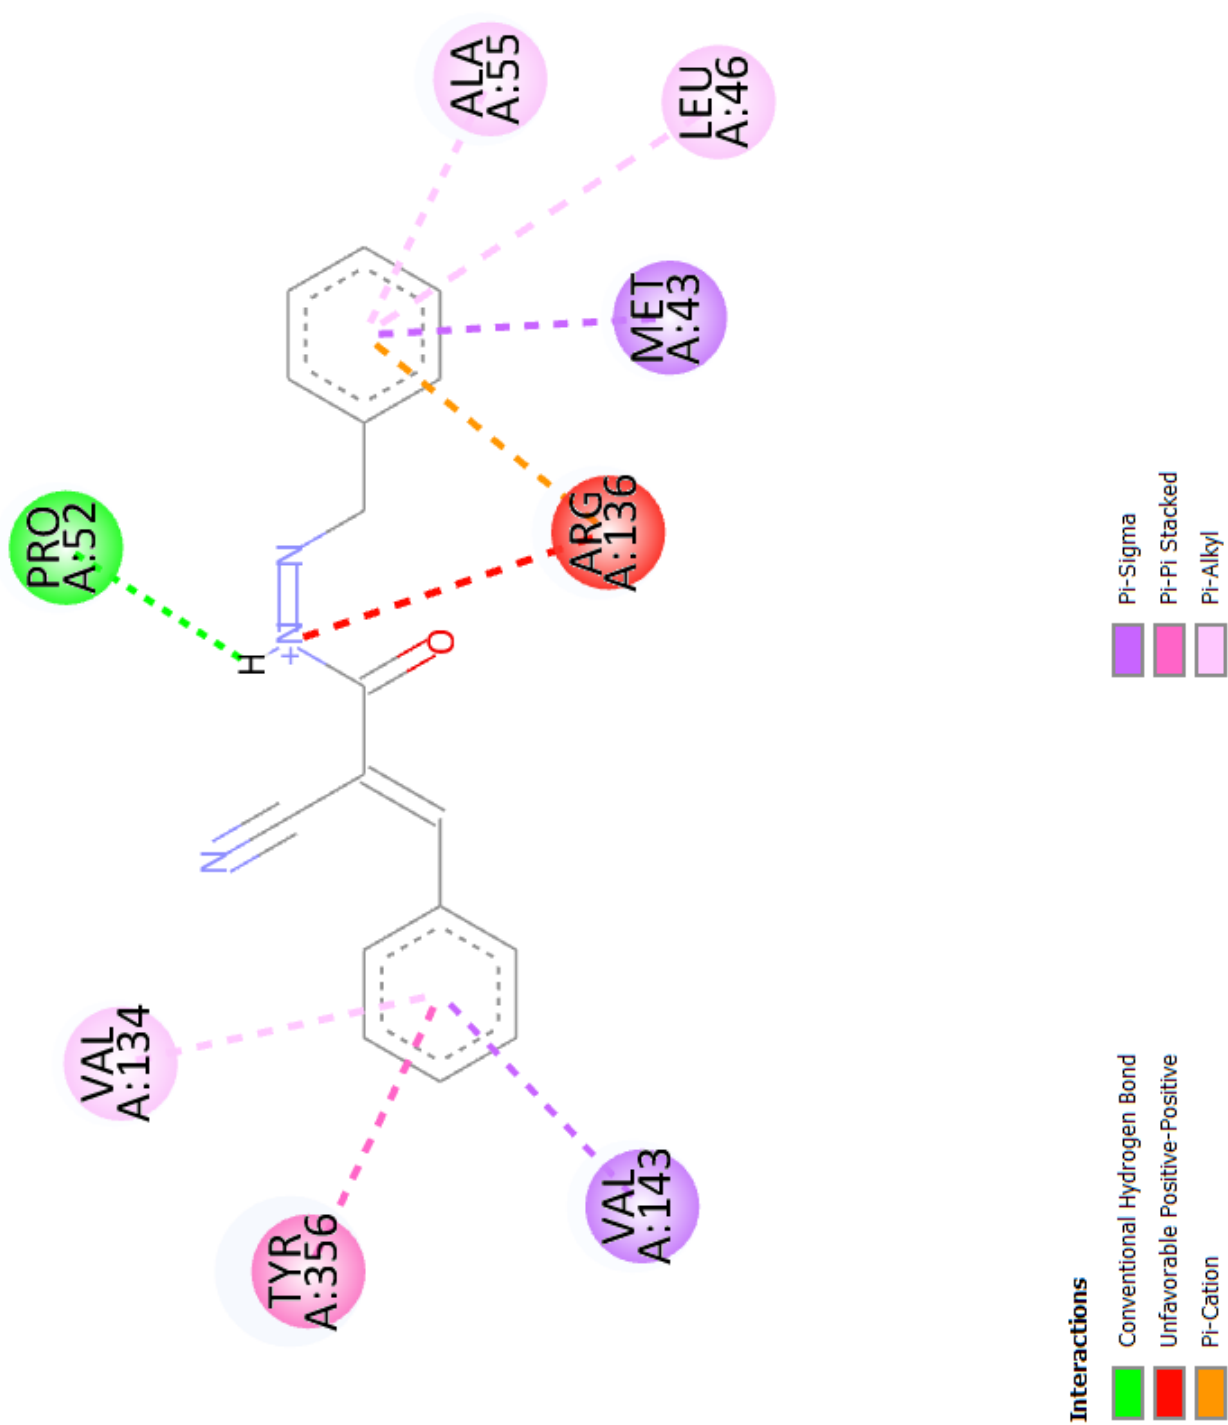 TYR
A:356
VAL
A:134
VAL
A:143
N
O
H
N
+
N
PRO
A:52
ARG
A:136
MET
A:43
ALA
A:55
LEU
A:46
Interactions
Conventional Hydrogen Bond
Unfavorable Positive-Positive
Pi-Cation
Pi-Sigma
Pi-Pi Stacked
Pi-Alkyl